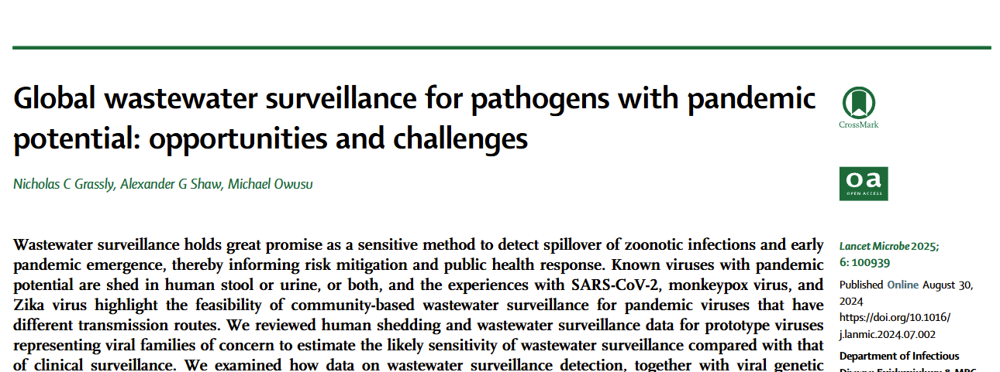 Global wastewater surveillance for pathogens with pandemic
potential: opportunities and challenges
CrossMark
Nicholas C Grassly, Alexander G Shaw, Michael Owusu
oa
OPEN ACCESS
Wastewater surveillance holds great promise as a sensitive method to detect spillover of zoonotic infections and early
pandemic emergence, thereby informing risk mitigation and public health response. Known viruses with pandemic
potential are shed in human stool or urine, or both, and the experiences with SARS-CoV-2, monkeypox virus, and
Zika virus highlight the feasibility of community-based wastewater surveillance for pandemic viruses that have
different transmission routes. We reviewed human shedding and wastewater surveillance data for prototype viruses
representing viral families of concern to estimate the likely sensitivity of wastewater surveillance compared with that
of clinical surveillance. We examined how data on wastewater surveillance detection, together with viral genetic
Lancet Microbe 2025;
6: 100939
Published Online August 30,
2024
https://doi.org/10.1016/
j.lanmic.2024.07.002
Department of Infectious